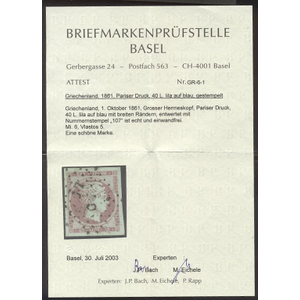 BRIEFMARKENPRÜFSTELLE
BASEL
Gerbergasse 24 – Postfach 563 – CH-4001 Basel
ATTEST Nr. GR-6-1
Griechenland, 1861, Pariser Druck, 40 L. lila auf blau, gestempelt
Griechenland, 1. Oktober 1861, Grosser Hermeskopf, Pariser Druck,
40 L. lila auf blau mit breiten Rändern, entwertet mit
Nummernstempel „107" ist echt und einwandfrei.
Mi. 6, Vlastos 5.
Eine schöne Marke.
Basel, 30. Juli 2003 Experten
Bach M. Eichele
Experten: J.P. Bach, M. Eichele, P. Rapp